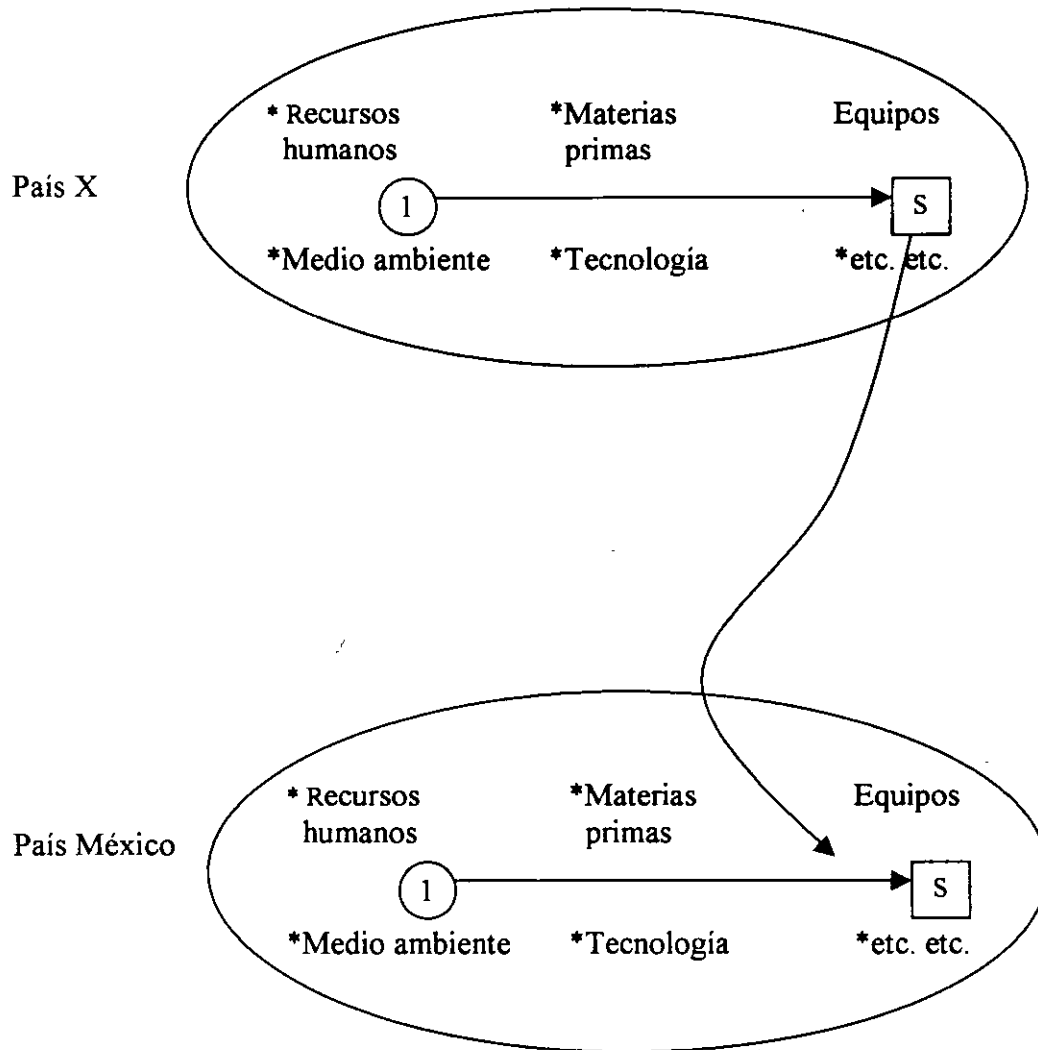 * Recursos humanos
*Materias primas
Equipos
País X
1
S
*Medio ambiente
*Tecnología
*etc. etc.
* Recursos humanos
*Materias primas
Equipos
País México
1
S
*Medio ambiente
*Tecnología
*etc. etc.